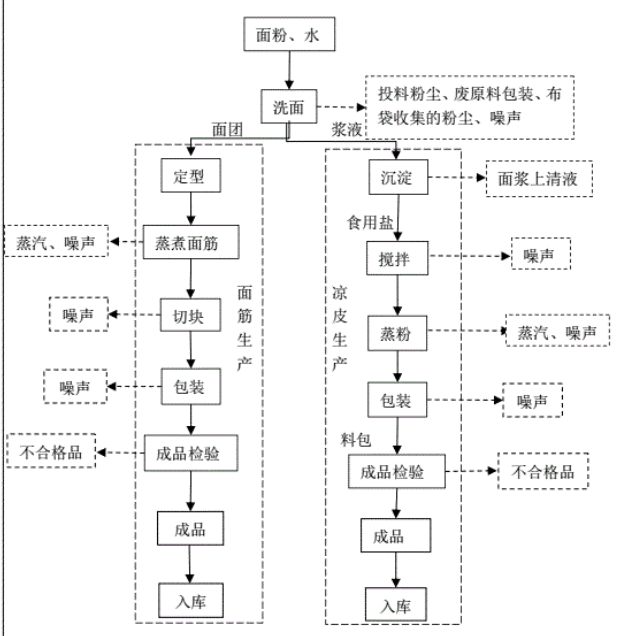 面粉、水
洗面
投料粉尘、废原料包装、布
袋收集的粉尘、噪声
面团
浆液
定型
沉淀
面浆上清液
食用盐
蒸汽、噪声
蒸煮面筋
搅拌
噪声
面筋生产
凉皮生产
噪声
切块
蒸粉
蒸汽、噪声
噪声
包装
包装
噪声
料包
不合格品
成品检验
成品检验
不合格品
成品
成品
入库
入库